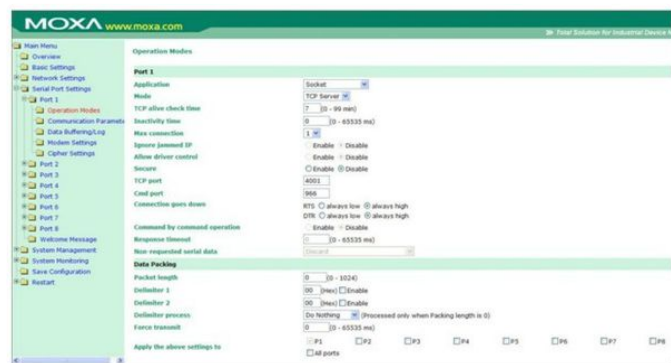 MOXA www.moxa.com
Total Solution for Industrial Device
Main Menu
Overview
Basic Settings
Network Settings
Serial Port Settings
Port 1
Operation Modes
Communication Paramete
Data Buffering/Log
Modem Settings
Cipher Settings
Port 2
Port 3
Port 4
Port 5
Port 6
Port 7
Port 8
Welcome Message
System Management
System Monitoring
Save Configuration
Restart
Operation Modes
Port 1
Application Socket
Mode TCP Server
TCP alive check time 7 (0 - 99 min)
Inactivity time 0 (0 - 65535 ms)
Max connection 1
Ignore jammed IP Enable Disable
Allow driver control Enable Disable
Secure Enable Disable
TCP port 4001
Cmd port 966
Connection goes down RTS always low always high
DTR always low always high
Command by command operation Enable Disable
Response timeout 0 (0 - 65535 ms)
Non-requested serial data Discard
Data Packing
Packet length 0 (0 - 1024)
Delimiter 1 00 (Hex) Enable
Delimiter 2 00 (Hex) Enable
Delimiter process Do Nothing (Processed only when Packing length is 0)
Force transmit 0 (0 - 65535 ms)
Apply the above settings to P1 P2 P3 P4 P5 P6 P7 P8
All ports